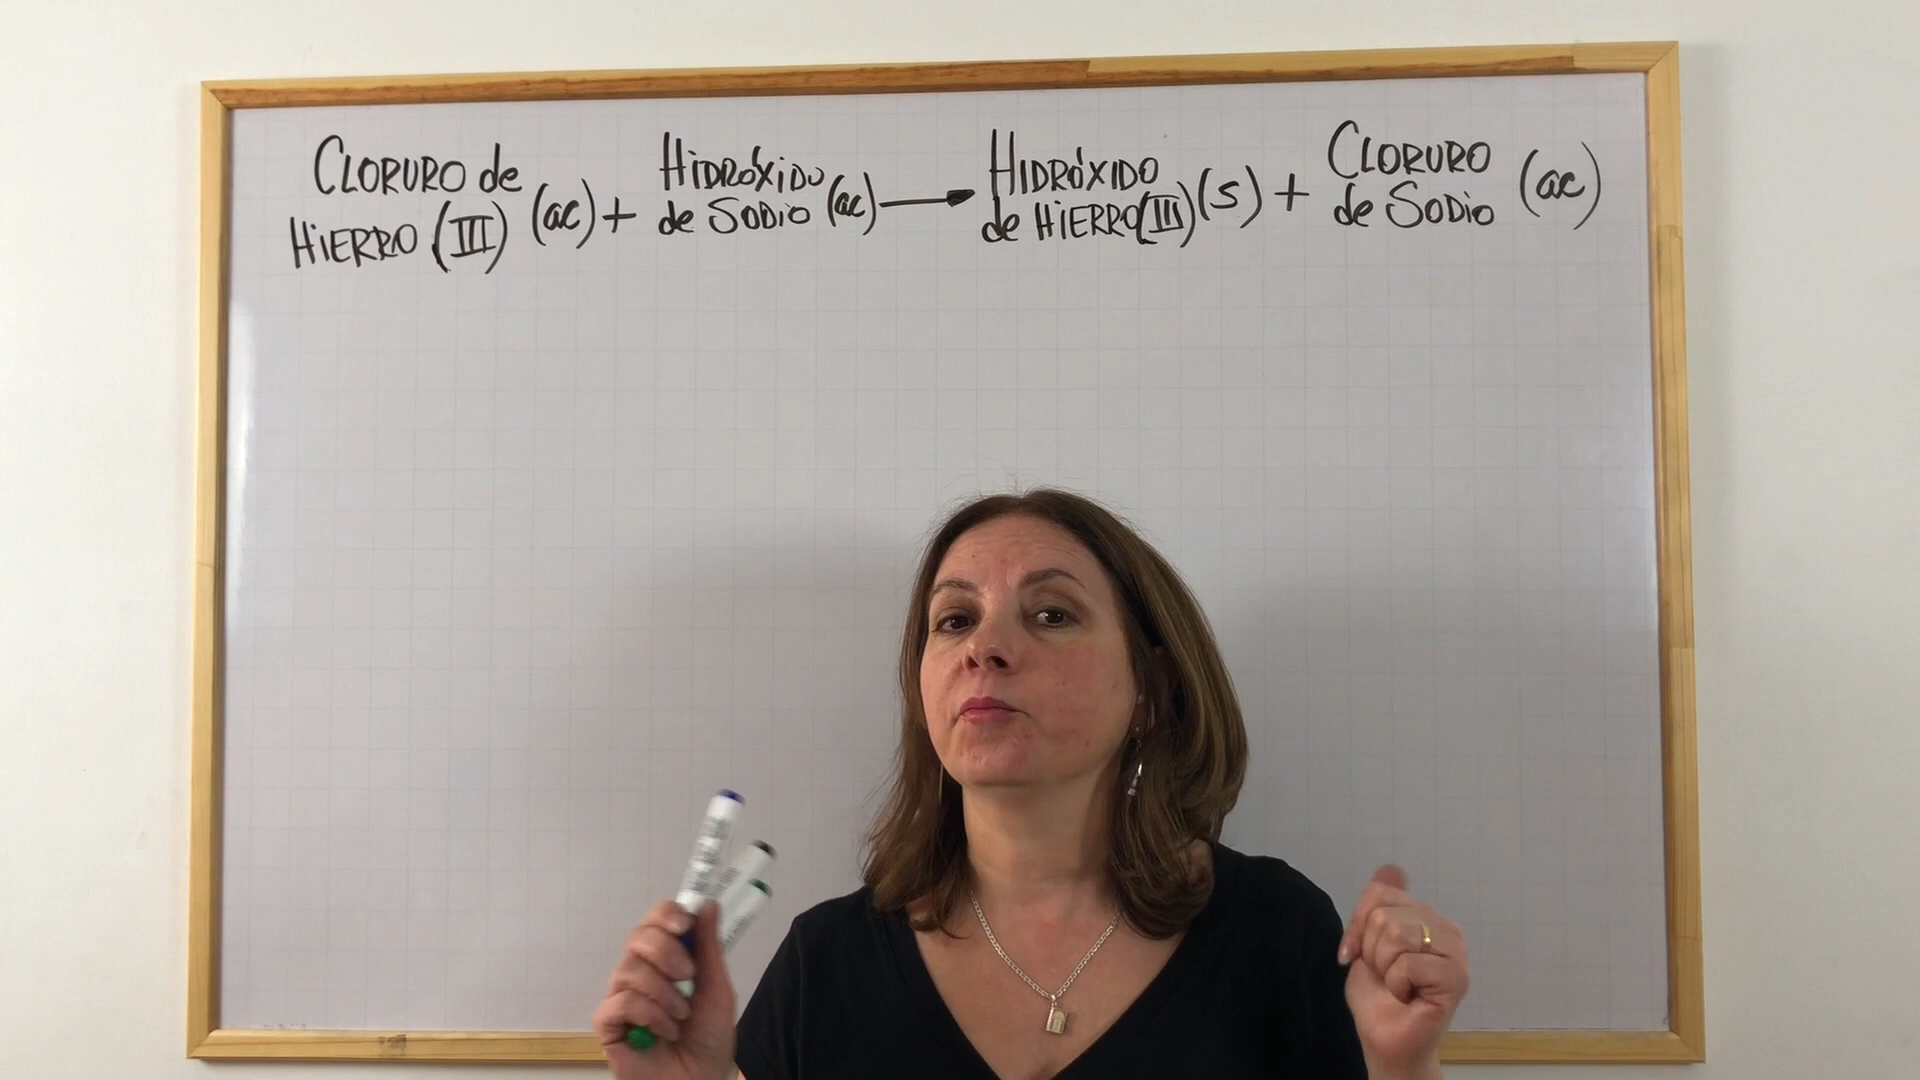 CLORURO de
HiERRO (III) (ac) +
HiDRÓXiDO
de SODiO (ac) →
HIDRÓXIDO
de HiERRO(III) (S) +
CLORURO
de SODiO (ac)